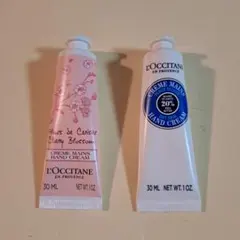 Fleurs de Cerisier
Cherry Blossom
CRÈME MAINS
HAND CREAM
L'OCCITANE
EN PROVENCE
30 ML NET WT. 1 OZ.
L'OCCITANE
EN PROVENCE
CRÈME MAINS
20%
HAND CREAM
30 ML NET WT. 1 OZ.